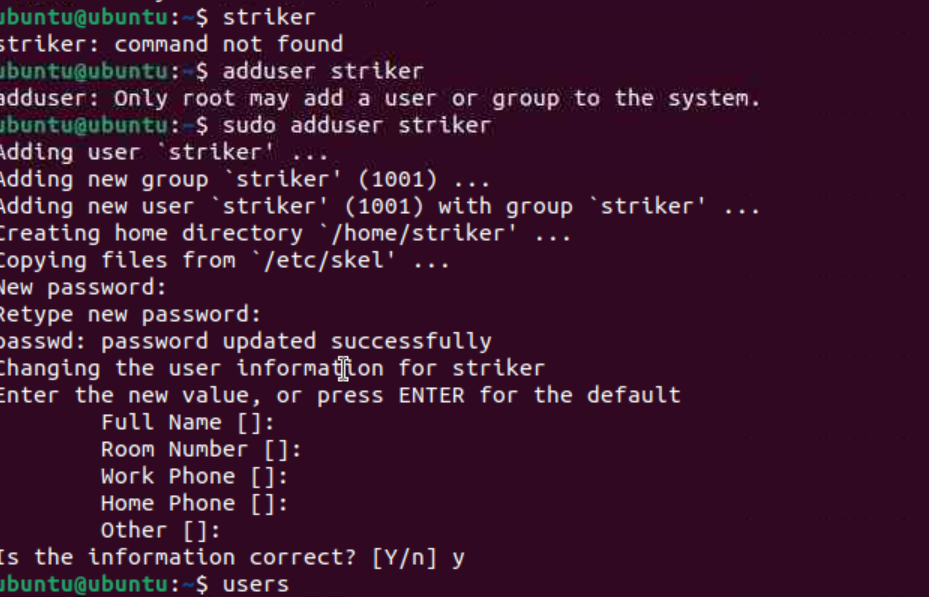 ubuntu@ubuntu:~$ striker
striker: command not found
ubuntu@ubuntu:~$ adduser striker
adduser: Only root may add a user or group to the system.
ubuntu@ubuntu:~$ sudo adduser striker
Adding user `striker' ...
Adding new group `striker' (1001) ...
Adding new user `striker' (1001) with group `striker' ...
Creating home directory `/home/striker' ...
Copying files from `/etc/skel' ...
New password:
Retype new password:
passwd: password updated successfully
Changing the user information for striker
Enter the new value, or press ENTER for the default
Full Name []:
Room Number []:
Work Phone []:
Home Phone []:
Other []:
Is the information correct? [Y/n] y
ubuntu@ubuntu:~$ users